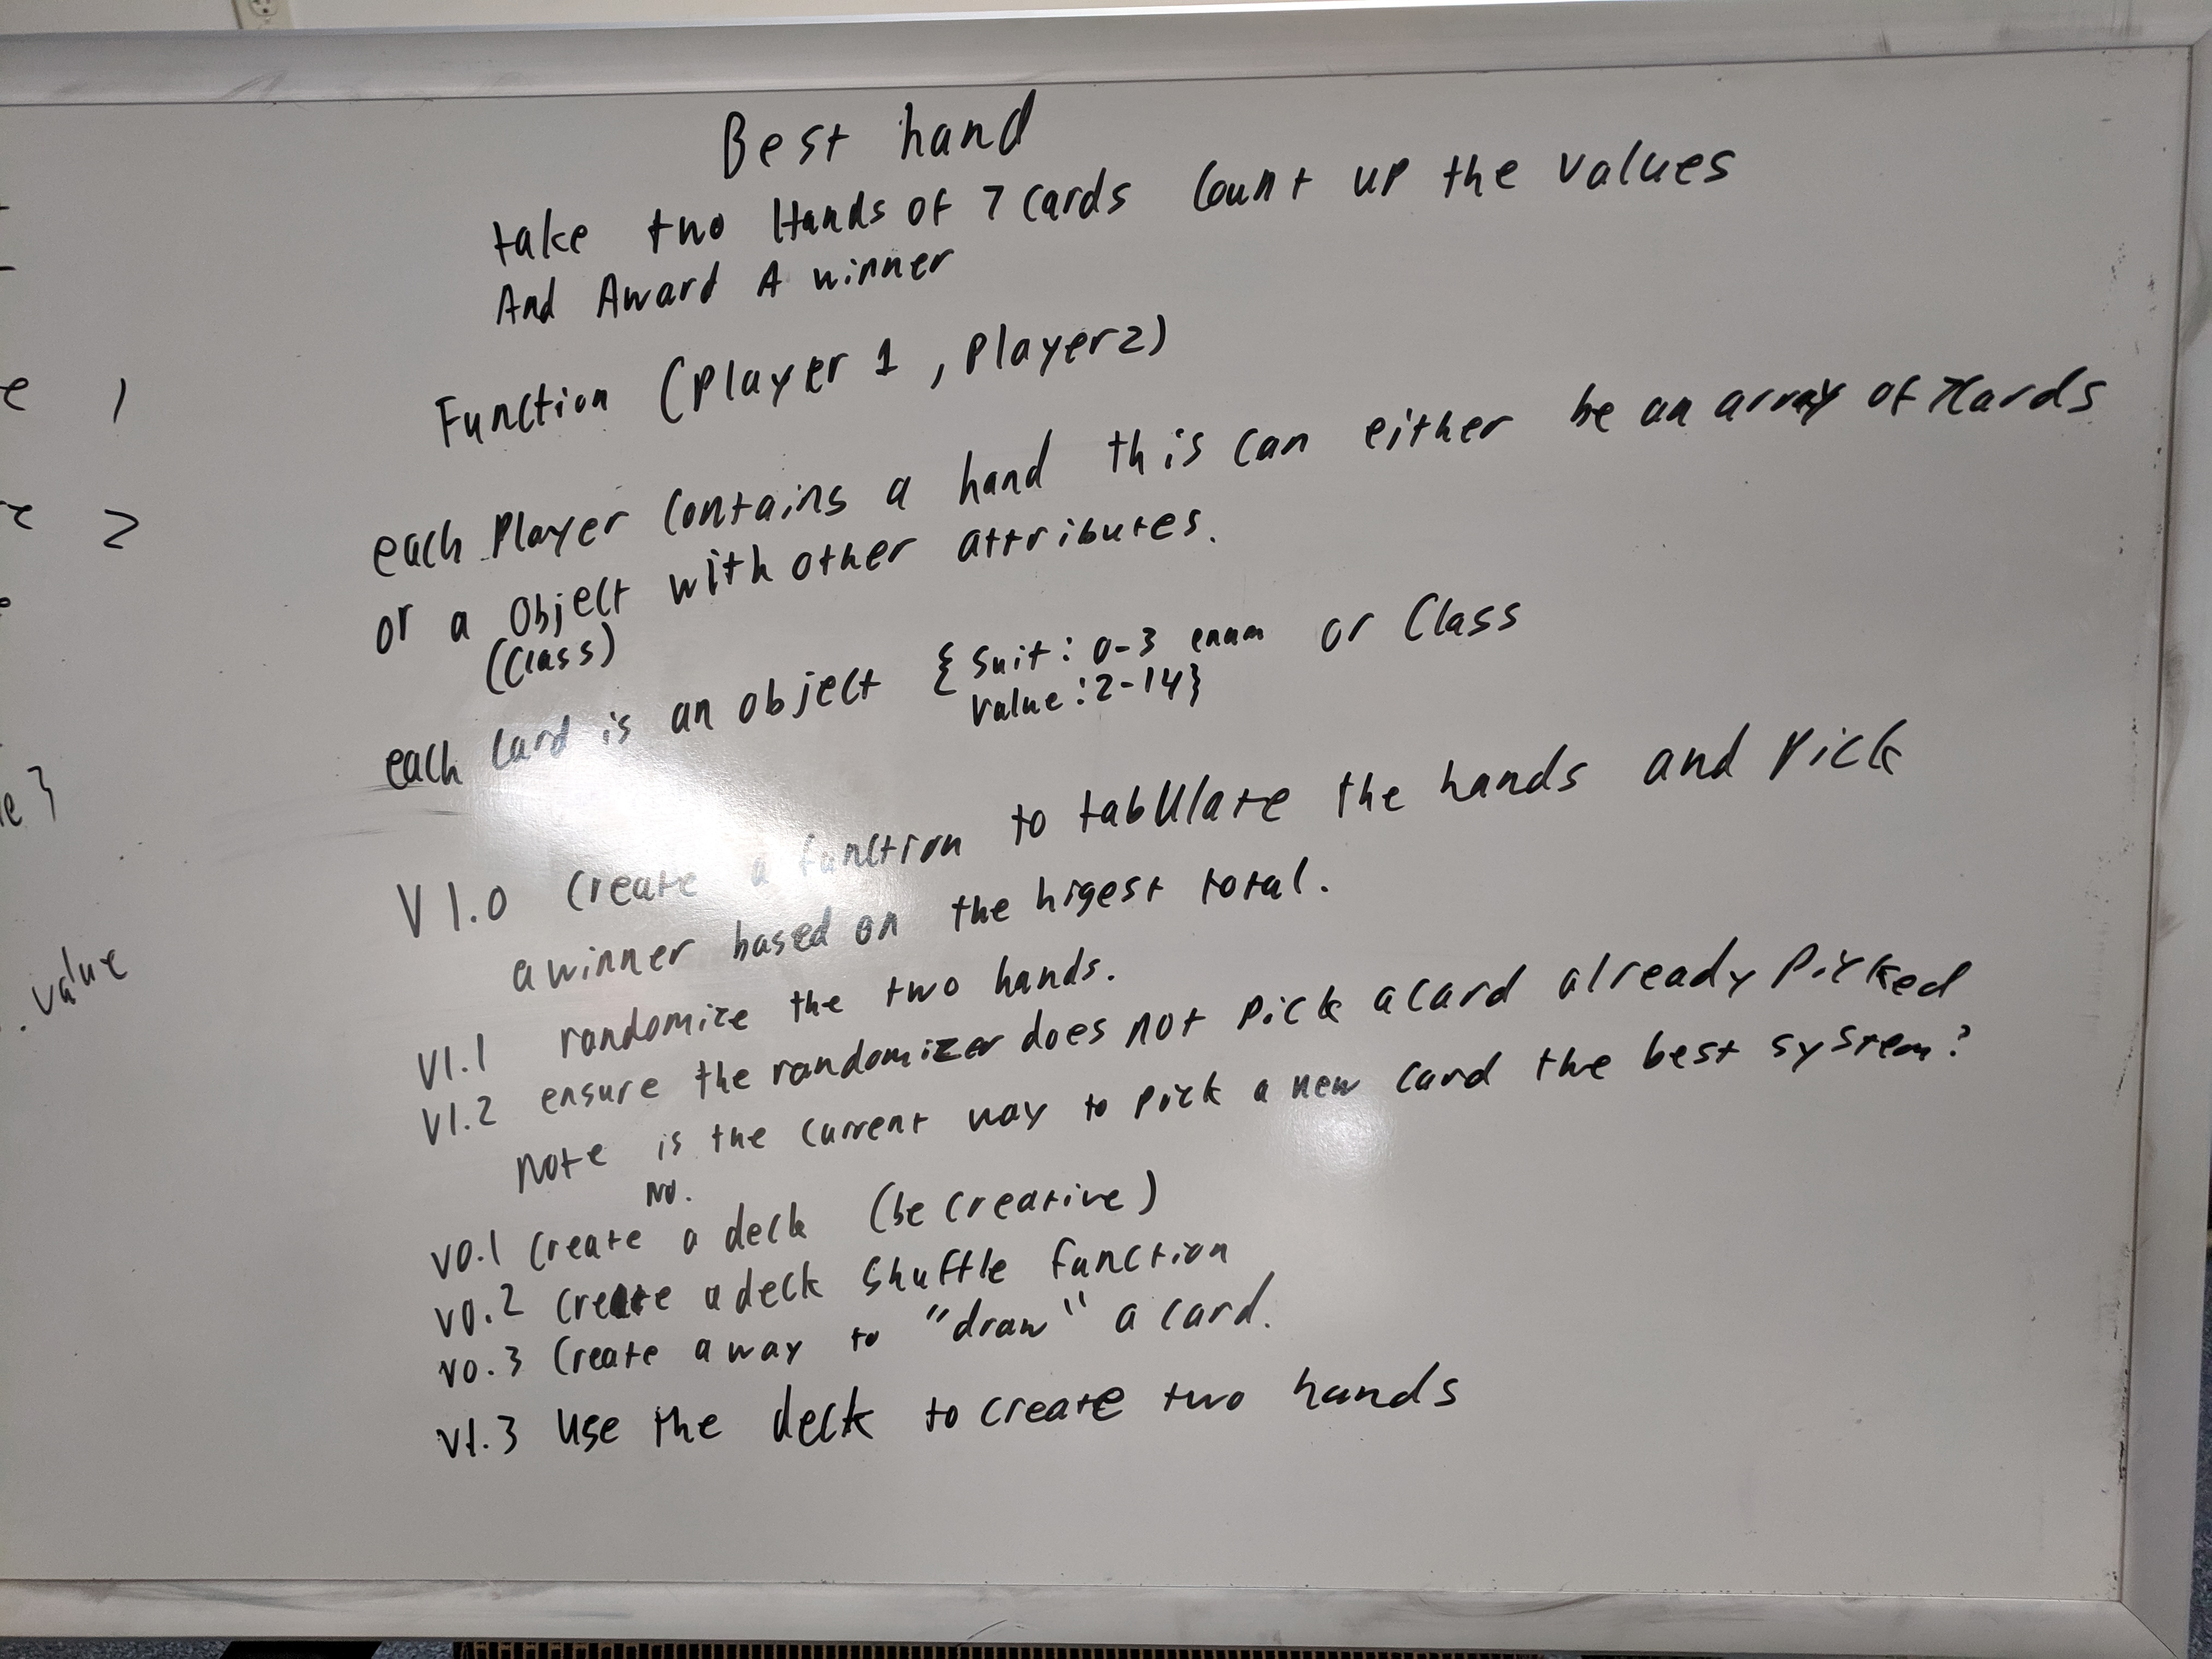 Best hand
take two Hands of 7 cards Count up the values
And Award A winner
Function (Player 1, Player2)
each Player Contains a hand this can either be an array of 7Cards
or a Object with other attributes.
(Class)
each Card is an object { Suit: 0-3 enum or Class
Value: 2-14}
V1.0 Create a function to tabUlate the hands and Pick
a winner based on the higest total.
V1.1 randomize the two hands.
V1.2 ensure the randomizer does not Pick a card already Picked
Note is the current way to Pick a new Card the best system?
No.
V0.1 Create a deck (be creative)
V0.2 Create a deck Shuffle function
V0.3 Create a way to "draw" a card.
V1.3 Use the deck to create two hands
e 1
2
e }
. value